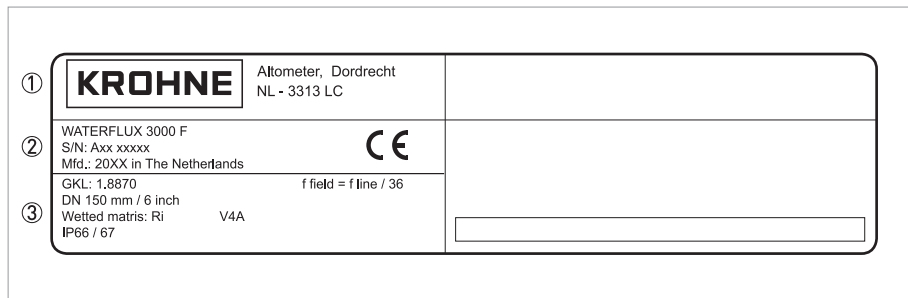 ①
KROHNE
Altometer, Dordrecht
NL - 3313 LC
②
WATERFLUX 3000 F
S/N: Axx xxxxx
Mfd.: 20XX in The Netherlands
CE
③
GKL: 1.8870 f field = f line / 36
DN 150 mm / 6 inch
Wetted matris: Ri V4A
IP66 / 67